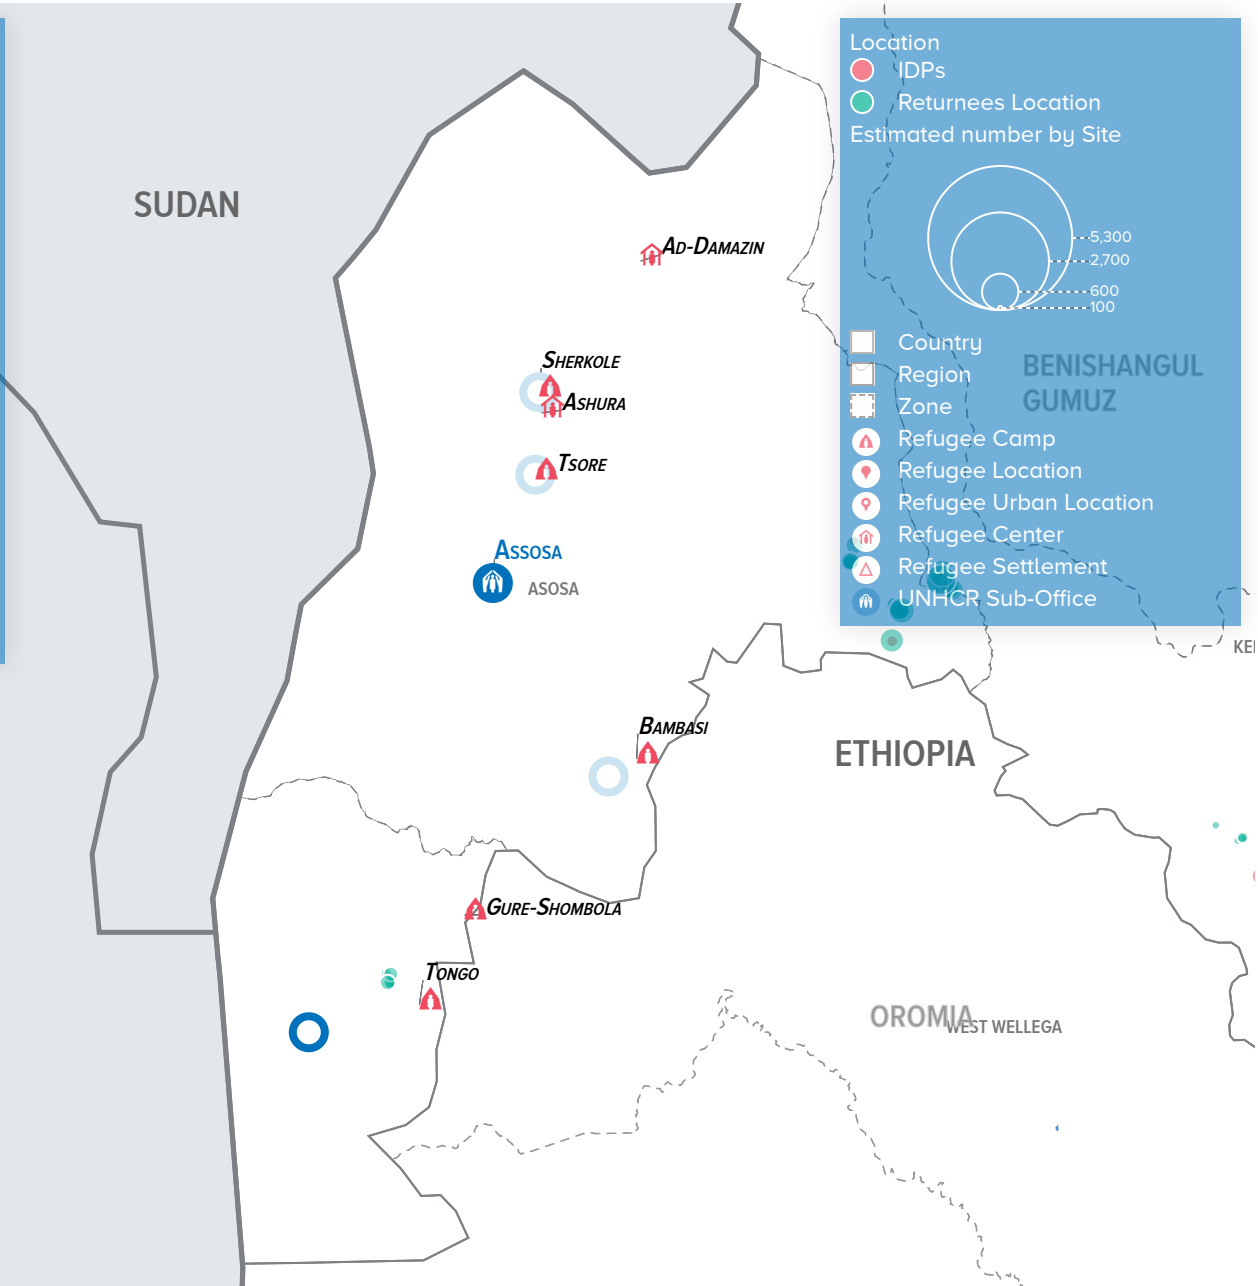 SUDAN
AD-DAMAZIN
SHERKOLE
ASHURA
TSORE
ASSOSA
ASOSA
BAMBASI
ETHIOPIA
GURE-SHOMBOLA
TONGO
OROMIA
WEST WELLEGA
Location
IDPs
Returnees Location
Estimated number by Site
5,300
2,700
600
100
Country
Region
Zone
Refugee Camp
Refugee Location
Refugee Urban Location
Refugee Center
Refugee Settlement
UNHCR Sub-Office
BENISHANGUL
GUMUZ